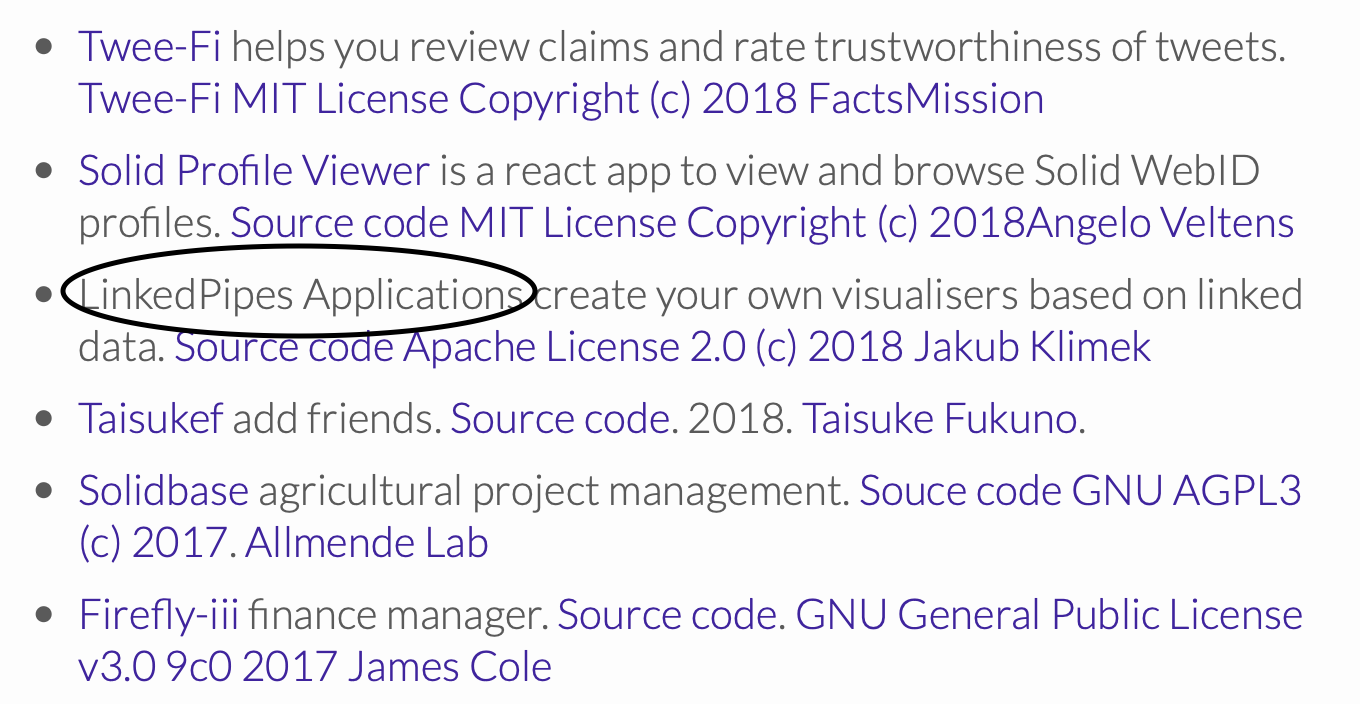 • Twee-Fi helps you review claims and rate trustworthiness of tweets.
Twee-Fi MIT License Copyright (c) 2018 FactsMission
• Solid Profile Viewer is a react app to view and browse Solid WebID
profiles. Source code MIT License Copyright (c) 2018Angelo Veltens
• LinkedPipes Applications create your own visualisers based on linked
data. Source code Apache License 2.0 (c) 2018 Jakub Klimek
• Taisukef add friends. Source code. 2018. Taisuke Fukuno.
• Solidbase agricultural project management. Souce code GNU AGPL3
(c) 2017. Allmende Lab
• Firefly-iii finance manager. Source code. GNU General Public License
v3.0 9c0 2017 James Cole